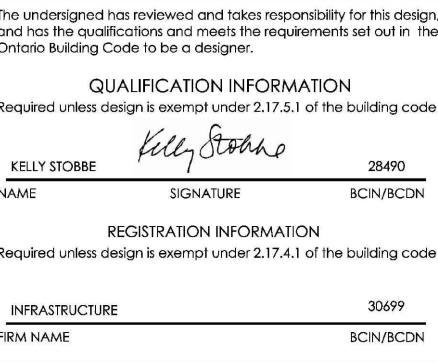 The undersigned has reviewed and takes responsibility for this design,
and has the qualifications and meets the requirements set out in the
Ontario Building Code to be a designer.
QUALIFICATION INFORMATION
Required unless design is exempt under 2.17.5.1 of the building code
KELLY STOBBE Kelly Stobbe 28490
NAME SIGNATURE BCIN/BCDN
REGISTRATION INFORMATION
Required unless design is exempt under 2.17.4.1 of the building code
INFRASTRUCTURE 30699
FIRM NAME BCIN/BCDN